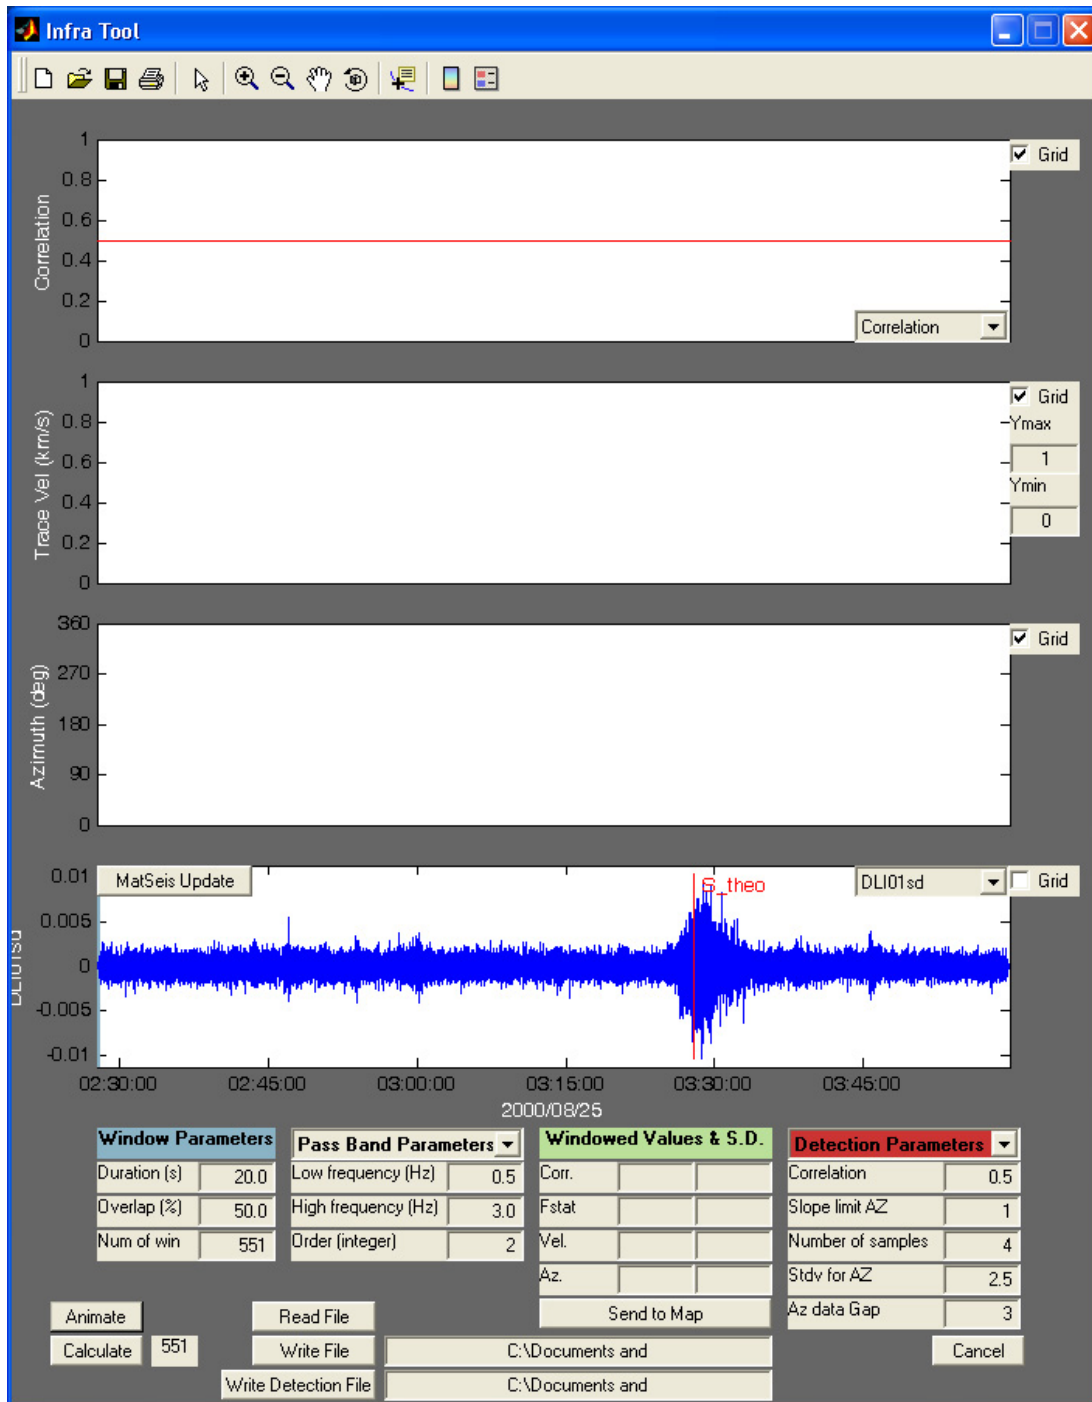 Infra Tool
1
Grid
0.8
0.6
Correlation
0.4
0.2
Correlation
0
1
Grid
0.8
Ymax
Trace Vel (km/s)
0.6
1
Ymin
0.4
0
0.2
0
360
Grid
270
Azimuth (deg)
180
90
0
0.01
MatSeis Update
S_theo
DLI01sd
Grid
0.005
0
DLI01sd
-0.005
-0.01
02:30:00 02:45:00 03:00:00 03:15:00 03:30:00 03:45:00
2000/08/25
Window Parameters
Duration (s) 20.0
Overlap (%) 50.0
Num of win 551
Pass Band Parameters
Low frequency (Hz) 0.5
High frequency (Hz) 3.0
Order (integer) 2
Windowed Values & S.D.
Corr.
Fstat
Vel.
Az.
Send to Map
Detection Parameters
Correlation 0.5
Slope limit AZ 1
Number of samples 4
Stdv for AZ 2.5
Az data Gap 3
Animate
Read File
Calculate 551
Write File
C:\Documents and
Cancel
Write Detection File
C:\Documents and